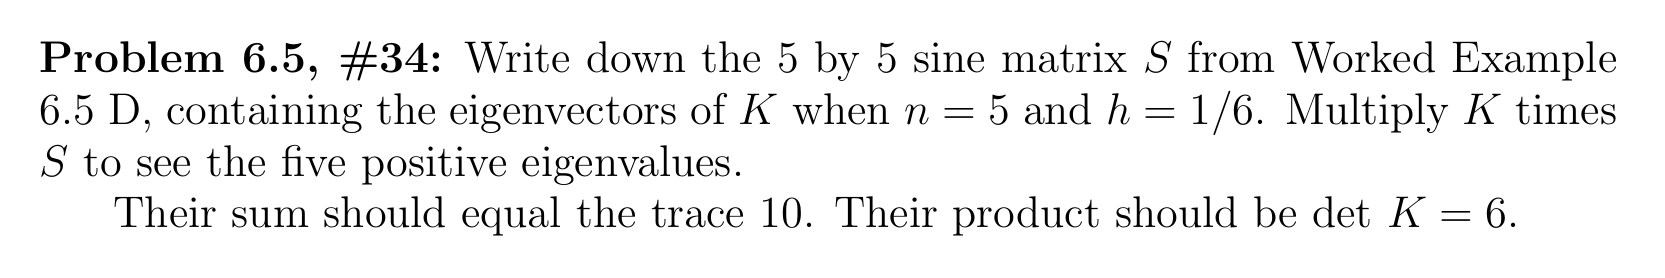 Problem 6.5, #34: Write down the 5 by 5 sine matrix S from Worked Example
6.5 D, containing the eigenvectors of K when n = 5 and h = 1/6. Multiply K times
S to see the five positive eigenvalues.
Their sum should equal the trace 10. Their product should be det K = 6.